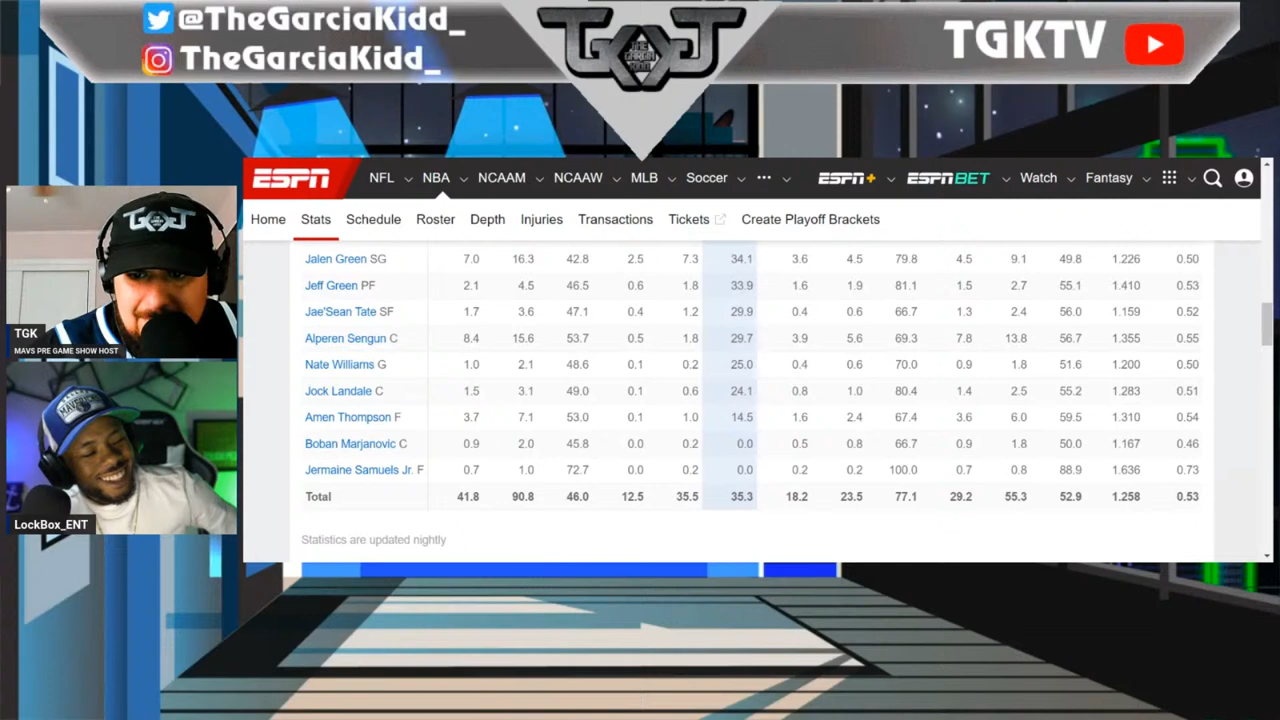 @TheGarciaKidd_
TheGarciaKidd_
TGKTV
THE
GARCIA
KIDD
ESPN
NFL NBA NCAAM NCAAW MLB Soccer ... ESPN+ ESPN BET Watch Fantasy
Home Stats Schedule Roster Depth Injuries Transactions Tickets Create Playoff Brackets
Jalen Green SG 7.0 16.3 42.8 2.5 7.3 34.1 3.6 4.5 79.8 4.5 9.1 49.8 1.226 0.50
Jeff Green PF 2.1 4.5 46.5 0.6 1.8 33.9 1.6 1.9 81.1 1.5 2.7 55.1 1.410 0.53
Jae'Sean Tate SF 1.7 3.6 47.1 0.4 1.2 29.9 0.4 0.6 66.7 1.3 2.4 56.0 1.159 0.52
Alperen Sengun C 8.4 15.6 53.7 0.5 1.8 29.7 3.9 5.6 69.3 7.8 13.8 56.7 1.355 0.55
Nate Williams G 1.0 2.1 48.6 0.1 0.2 25.0 0.4 0.6 70.0 1.0 1.8 51.6 1.200 0.50
Jock Landale C 1.5 3.1 49.0 0.1 0.6 24.1 0.8 1.0 80.4 1.4 2.5 55.2 1.283 0.51
Amen Thompson F 3.7 7.1 53.0 0.1 1.0 14.5 1.6 2.4 67.4 3.6 6.0 59.5 1.310 0.54
Boban Marjanovic C 0.9 2.0 45.8 0.0 0.2 0.0 0.5 0.8 66.7 0.9 1.8 50.0 1.167 0.46
Jermaine Samuels Jr. F 0.7 1.0 72.7 0.0 0.2 0.0 0.2 0.2 100.0 0.7 0.8 88.9 1.636 0.73
Total 41.8 90.8 46.0 12.5 35.5 35.3 18.2 23.5 77.1 29.2 55.3 52.9 1.258 0.53
Statistics are updated nightly
TGK
MAVS PRE GAME SHOW HOST
MAVERICKS
LockBox_ENT